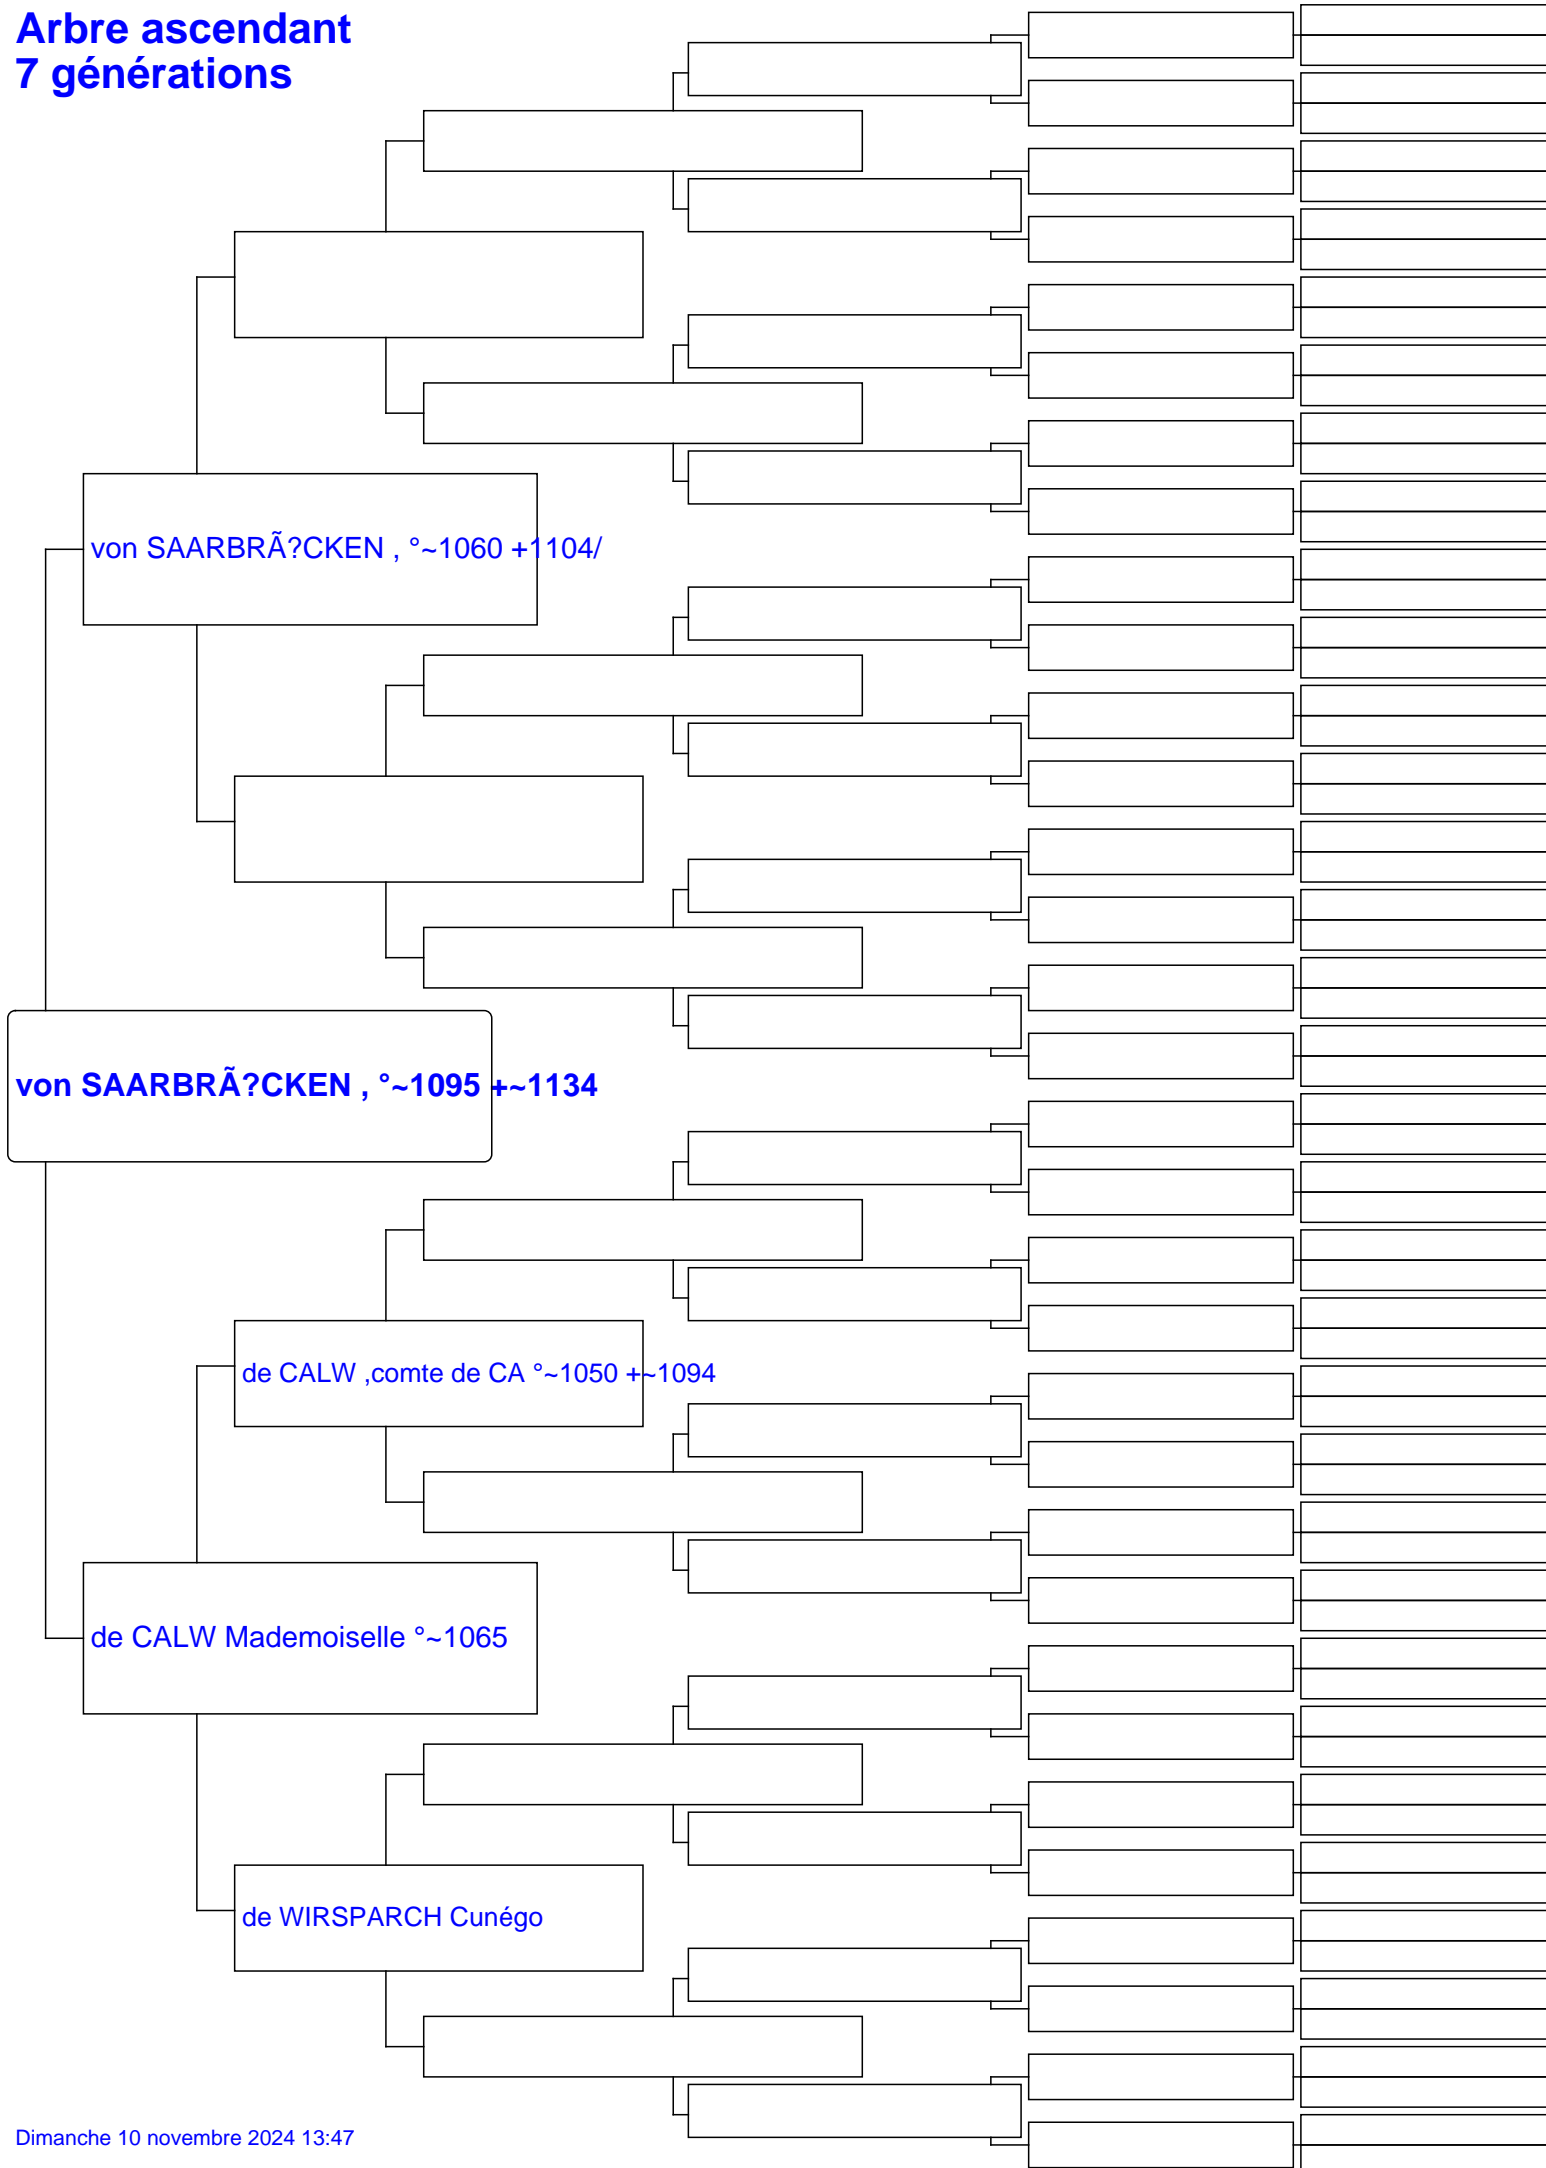 Arbre ascendant
7 générations
von SAARBRÃ?CKEN , °~1060 +1104/
von SAARBRÃ?CKEN , °~1095 +~1134
de CALW ,comte de CA °~1050 +~1094
de CALW Mademoiselle °~1065
de WIRSPARCH Cunégo
Dimanche 10 novembre 2024 13:47